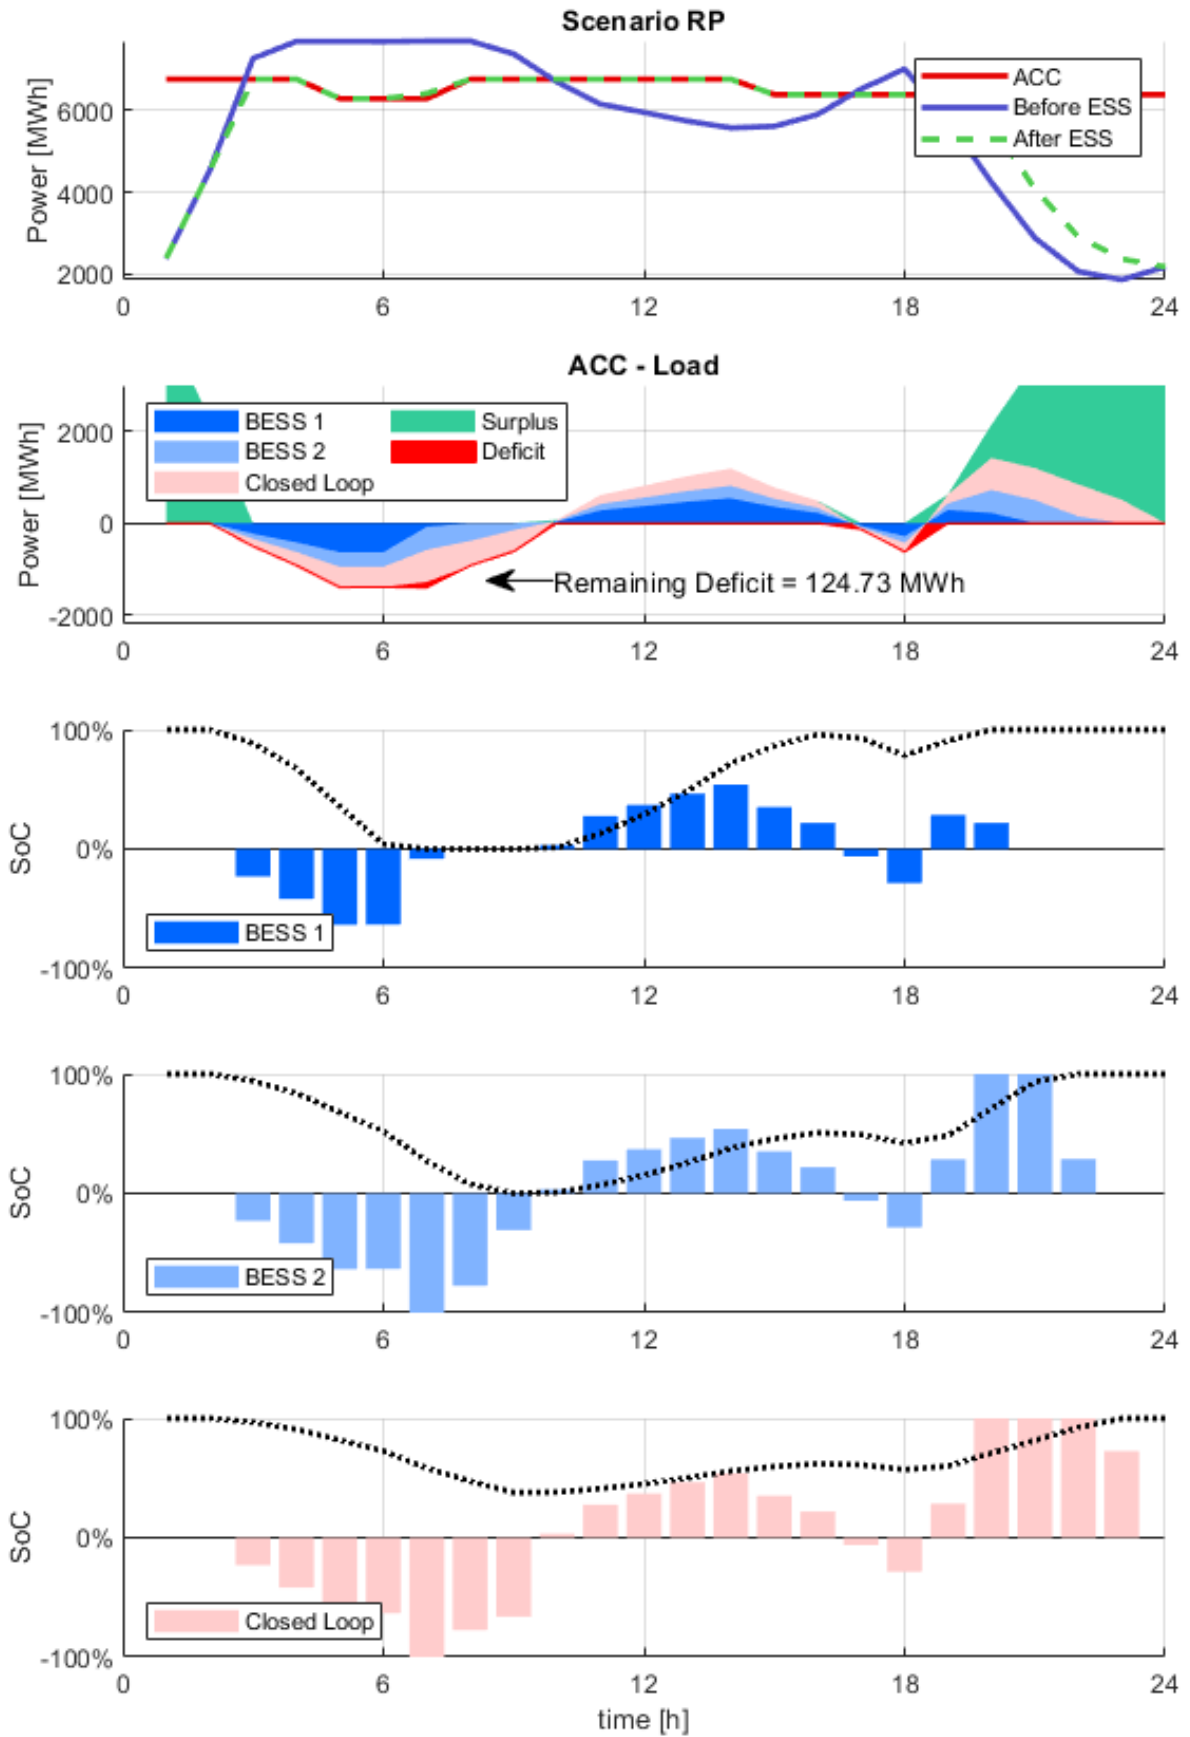 Scenario RP
Power [MWh]
6000
4000
2000
ACC
Before ESS
After ESS
0 6 12 18 24
ACC - Load
Power [MWh]
2000
0
-2000
BESS 1 Surplus
BESS 2 Deficit
Closed Loop
Remaining Deficit = 124.73 MWh
0 6 12 18 24
SoC
100%
0%
-100%
BESS 1
0 6 12 18 24
SoC
100%
0%
-100%
BESS 2
0 6 12 18 24
SoC
100%
0%
-100%
Closed Loop
0 6 12 18 24
time [h]